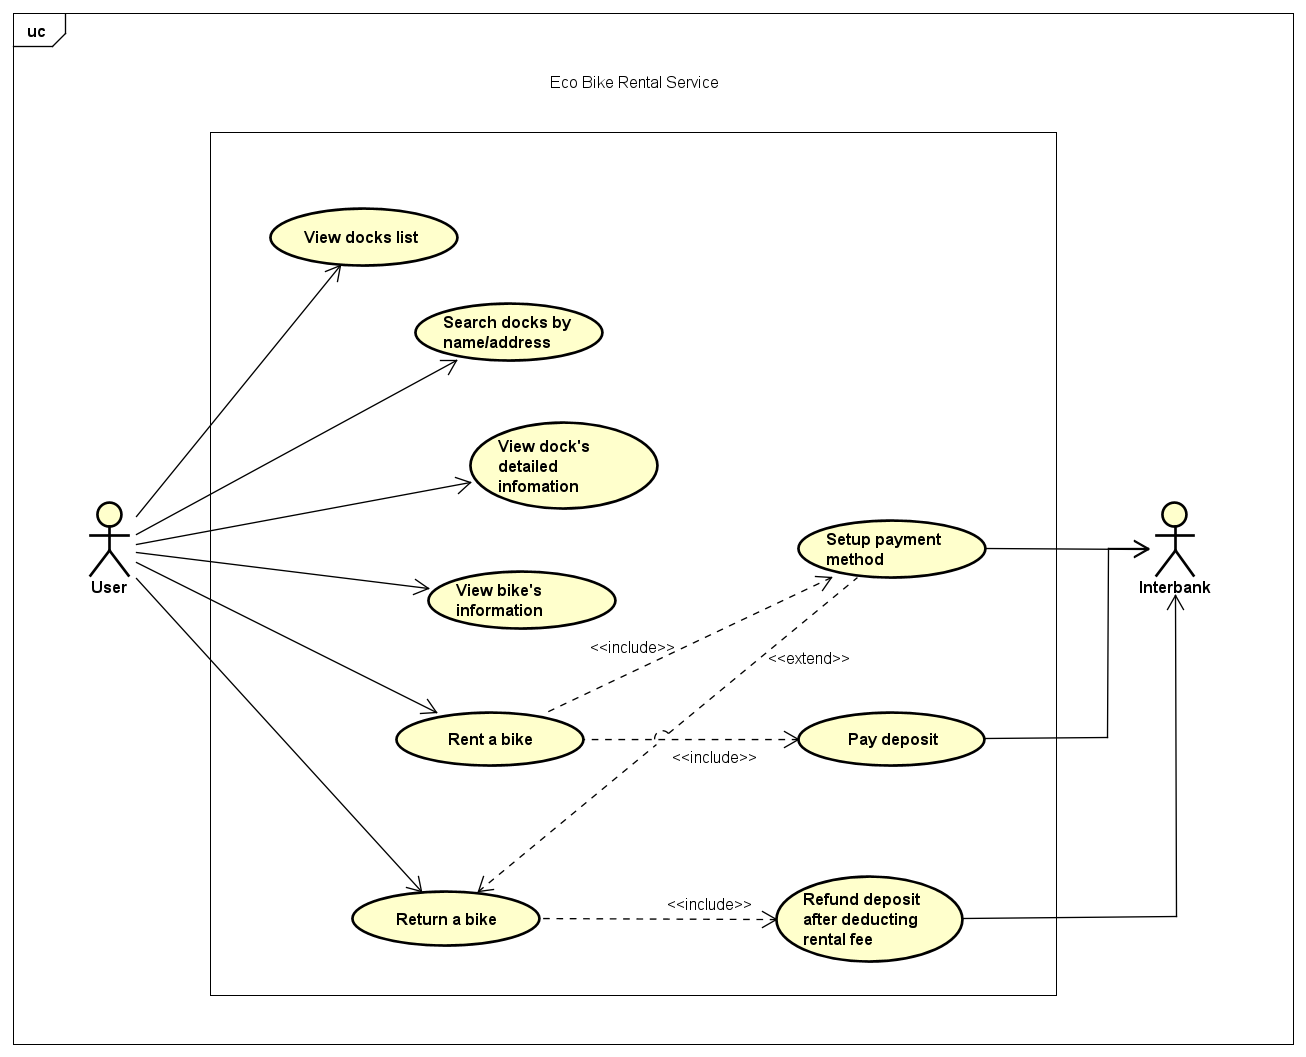 uc
Eco Bike Rental Service
View docks list
Search docks by
name/address
View dock's
detailed
infomation
User
Setup payment
method
Interbank
View bike's
information
<<include>>
<<extend>>
Rent a bike
Pay deposit
<<include>>
Return a bike
<<include>>
Refund deposit
after deducting
rental fee